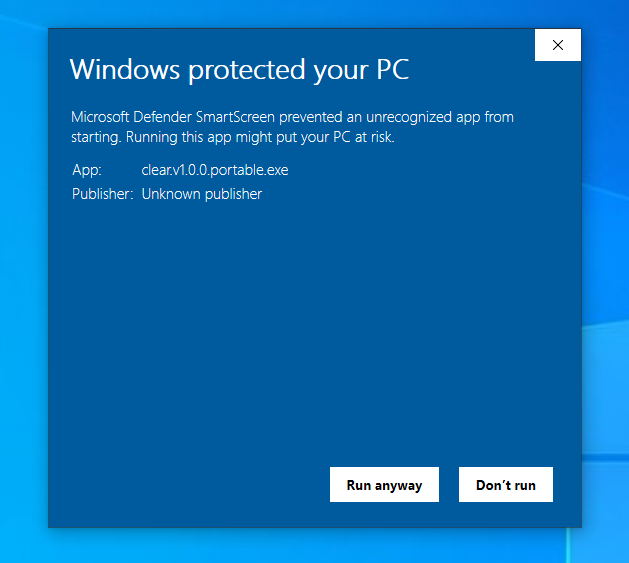 Windows protected your PC
Microsoft Defender SmartScreen prevented an unrecognized app from
starting. Running this app might put your PC at risk.
App: clear.v1.0.0.portable.exe
Publisher: Unknown publisher
Run anyway Don’t run